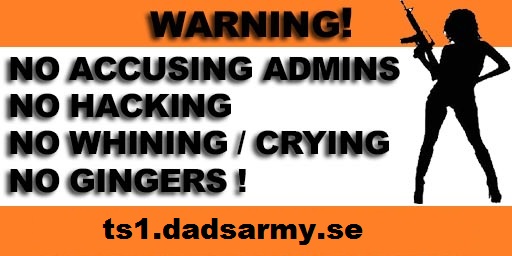 WARNING!
NO ACCUSING ADMINS
NO HACKING
NO WHINING / CRYING
NO GINGERS !
ts1.dadsarmy.se